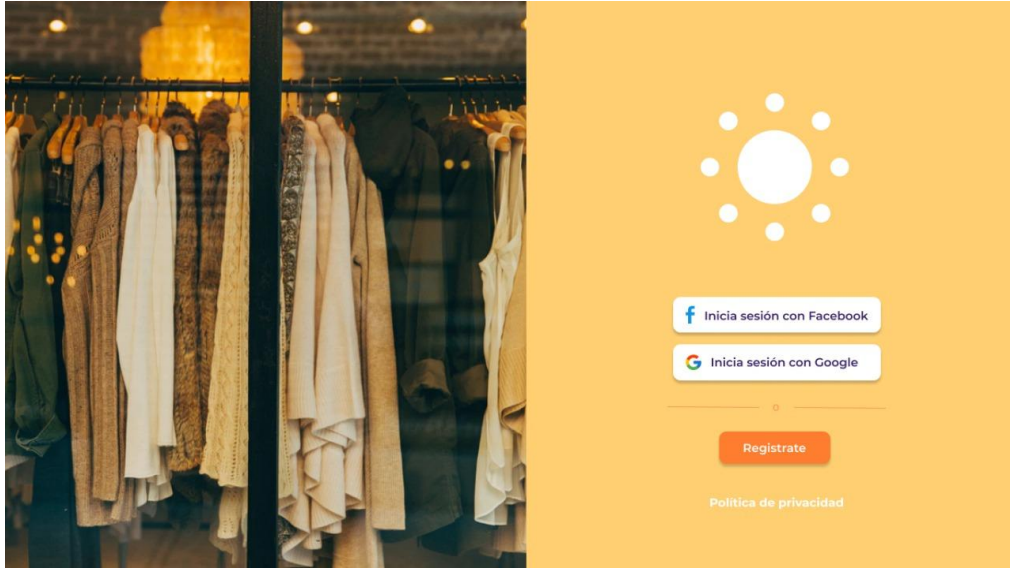 Inicia sesión con Facebook
Inicia sesión con Google
o
Registrate
Política de privacidad